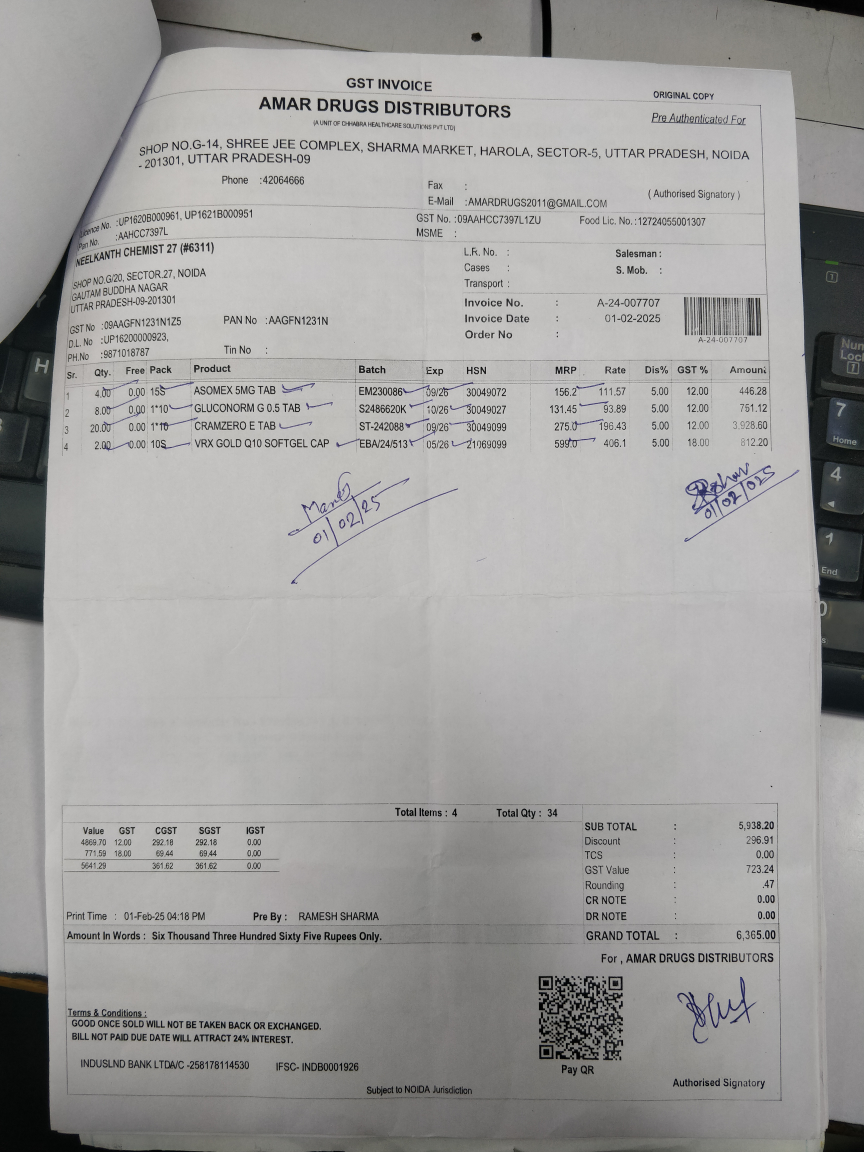 GST INVOICE
ORIGINAL COPY
AMAR DRUGS DISTRIBUTORS
(A UNIT OF CHHABRA HEALTHCARE SOLUTIONS PVT LTD)
Pre Authenticated For
SHOP NO.G-14, SHREE JEE COMPLEX, SHARMA MARKET, HAROLA, SECTOR-5, UTTAR PRADESH, NOIDA
- 201301, UTTAR PRADESH-09
Phone :42064666
Fax :
( Authorised Signatory )
E-Mail :AMARDRUGS2011@GMAIL.COM
Licence No. :UP1620B000961, UP1621B000951
GST No. :09AAHCC7397L1ZU Food Lic. No. :12724055001307
Pan No. :AAHCC7397L
MSME :
NEELKANTH CHEMIST 27 (#6311)
SHOP NO.G/20, SECTOR.27, NOIDA
GAUTAM BUDDHA NAGAR
UTTAR PRADESH-09-201301
GST No :09AAGFN1231N1Z5 PAN No :AAGFN1231N
D.L. No :UP16200000923,
PH.No :9871018787 Tin No :
L.R. No. : Salesman :
Cases : S. Mob. :
Transport :
Invoice No. : A-24-007707
Invoice Date : 01-02-2025
Order No :
A-24-007707
Sr. Qty. Free Pack Product Batch Exp HSN MRP Rate Dis% GST % Amount
1 4.00 0.00 15S ASOMEX 5MG TAB EM230086 09/26 30049072 156.2 111.57 5.00 12.00 446.28
2 8.00 0.00 1*10 GLUCONORM G 0.5 TAB S2486620K 10/26 30049027 131.45 93.89 5.00 12.00 751.12
3 20.00 0.00 1*10 CRAMZERO E TAB ST-242088 09/26 30049099 275.0 196.43 5.00 12.00 3,928.60
4 2.00 0.00 10S VRX GOLD Q10 SOFTGEL CAP EBA/24/513 05/26 21069099 599.0 406.1 5.00 18.00 812.20
01/02/25
01/02/025
Total Items : 4 Total Qty : 34
Value GST CGST SGST IGST
4869.70 12.00 292.18 292.18 0.00
771.59 18.00 69.44 69.44 0.00
5641.29 361.62 361.62 0.00
SUB TOTAL : 5,938.20
Discount : 296.91
TCS : 0.00
GST Value : 723.24
Rounding : .47
CR NOTE : 0.00
DR NOTE : 0.00
Print Time : 01-Feb-25 04:18 PM Pre By : RAMESH SHARMA
Amount In Words : Six Thousand Three Hundred Sixty Five Rupees Only.
GRAND TOTAL : 6,365.00
For , AMAR DRUGS DISTRIBUTORS
Terms & Conditions :
GOOD ONCE SOLD WILL NOT BE TAKEN BACK OR EXCHANGED.
BILL NOT PAID DUE DATE WILL ATTRACT 24% INTEREST.
INDUSLND BANK LTDA/C -258178114530 IFSC- INDB0001926
Pay QR
Authorised Signatory
Subject to NOIDA Jurisdiction
H
Num
Lock
1
7
Home
4
1
End
0